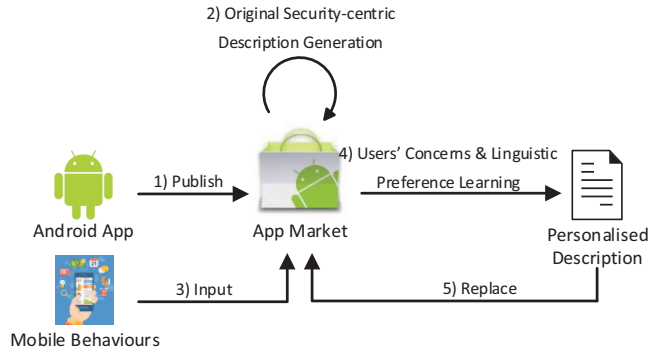 2) Original Security-centric
Description Generation
4) Users' Concerns & Linguistic
1) Publish
Preference Learning
Android App
App Market
Personalised
Description
3) Input
5) Replace
Mobile Behaviours